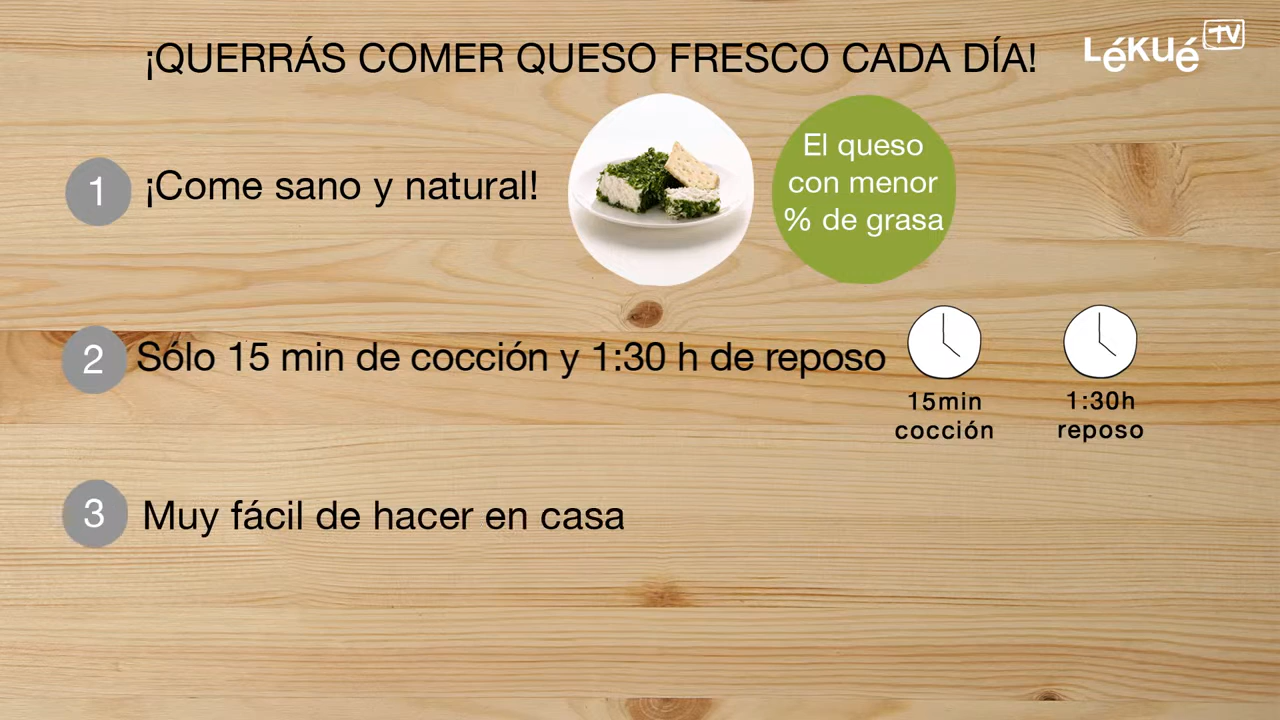 ¡QUERRÁS COMER QUESO FRESCO CADA DÍA!
LéKUé TV
1
¡Come sano y natural!
El queso
con menor
% de grasa
2
Sólo 15 min de cocción y 1:30 h de reposo
15min
cocción
1:30h
reposo
3
Muy fácil de hacer en casa